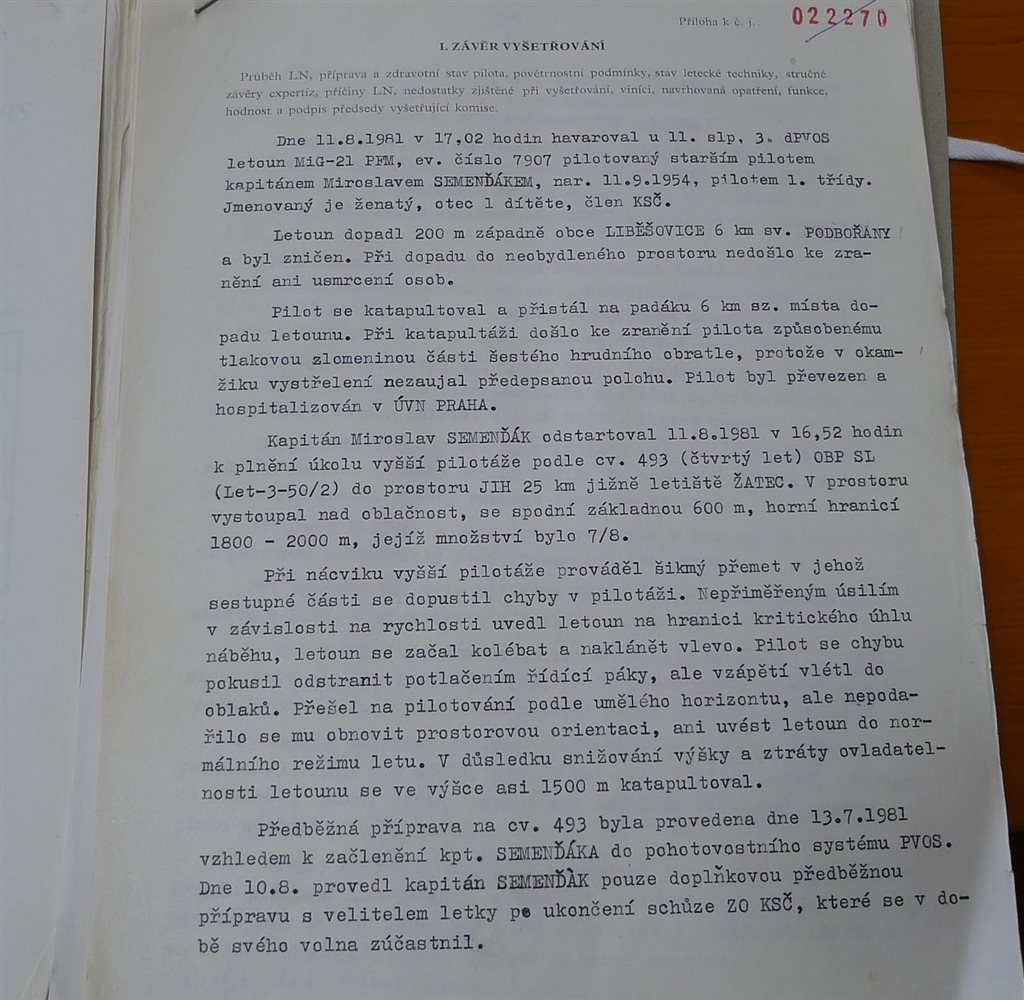 Příloha k č. j.: 022270
I. ZÁVĚR VYŠETŘOVÁNÍ
Průběh LN, příprava a zdravotní stav pilota, povětrnostní podmínky, stav letecké techniky, stručné
závěry expertíz, příčiny LN, nedostatky zjištěné při vyšetřování, viníci, navrhovaná opatření, funkce,
hodnost a podpis předsedy vyšetřující komise.
Dne 11.8.1981 v 17,02 hodin havaroval u 11. slp, 3. dPVOS
letoun MiG-21 PFM, ev. číslo 7907 pilotovaný starším pilotem
kapitánem Miroslavem SEMENĎÁKEM, nar. 11.9.1954, pilotem 1. třídy.
Jmenovaný je ženatý, otec 1 dítěte, člen KSČ.
Letoun dopadl 200 m západně obce LIBĚŠOVICE 6 km sv. PODBOŘANY
a byl zničen. Při dopadu do neobydleného prostoru nedošlo ke zra-
nění ani usmrcení osob.
Pilot se katapultoval a přistál na padáku 6 km sz. místa do-
padu letounu. Při katapultáži došlo ke zranění pilota způsobenému
tlakovou zlomeninou části šestého hrudního obratle, protože v okam-
žiku vystřelení nezaujal předepsanou polohu. Pilot byl převezen a
hospitalizován v ÚVN PRAHA.
Kapitán Miroslav SEMENĎÁK odstartoval 11.8.1981 v 16,52 hodin
k plnění úkolu vyšší pilotáže podle cv. 493 (čtvrtý let) OBP SL
(Let-3-50/2) do prostoru JIH 25 km jižně letiště ŽATEC. V prostoru
vystoupal nad oblačnost, se spodní základnou 600 m, horní hranicí
1800 - 2000 m, jejíž množství bylo 7/8.
Při nácviku vyšší pilotáže prováděl šikmý přemet v jehož
sestupné části se dopustil chyby v pilotáži. Nepřiměřeným úsilím
v závislosti na rychlosti uvedl letoun na hranici kritického úhlu
náběhu, letoun se začal kolébat a naklánět vlevo. Pilot se chybu
pokusil odstranit potlačením řídící páky, ale vzápětí vlétl do
oblaků. Přešel na pilotování podle umělého horizontu, ale nepoda-
řilo se mu obnovit prostorovou orientaci, ani uvést letoun do nor-
málního režimu letu. V důsledku snižování výšky a ztráty ovladatel-
nosti letounu se ve výšce asi 1500 m katapultoval.
Předběžná příprava na cv. 493 byla provedena dne 13.7.1981
vzhledem k začlenění kpt. SEMENĎÁKA do pohotovostního systému PVOS.
Dne 10.8. provedl kapitán SEMENĎÀK pouze doplňkovou předběžnou
přípravu s velitelem letky po ukončení schůze ZO KSČ, které se v do-
bě svého volna zúčastnil.